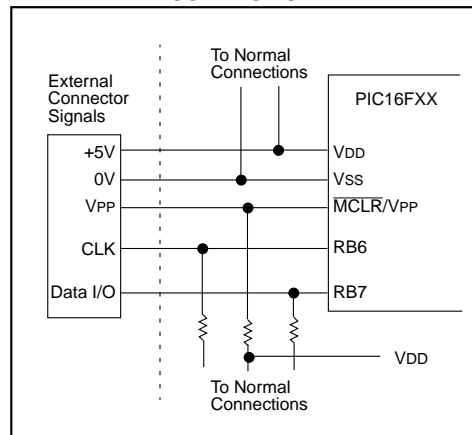 To Normal
Connections
External
Connector
Signals
PIC16FXX
+5V
VDD
0V
VSS
VPP
MCLR/VPP
CLK
RB6
Data I/O
RB7
VDD
To Normal
Connections